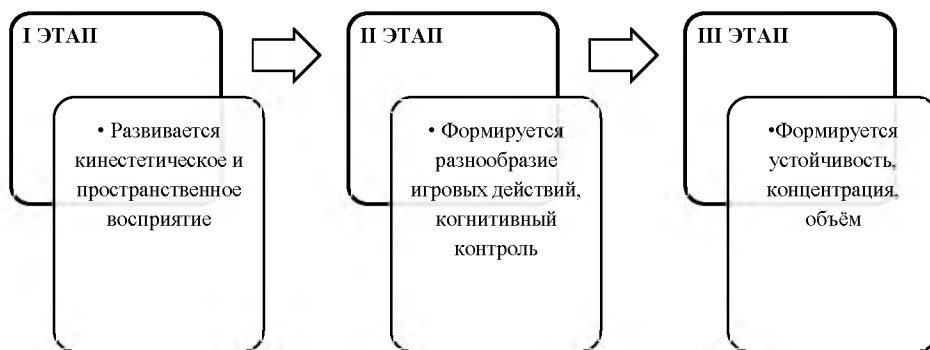 I ЭТАП
• Развивается
кинестетическое и
пространственное
восприятие
II ЭТАП
• Формируется
разнообразие
игровых действий,
когнитивный
контроль
III ЭТАП
•Формируется
устойчивость,
концентрация,
объём